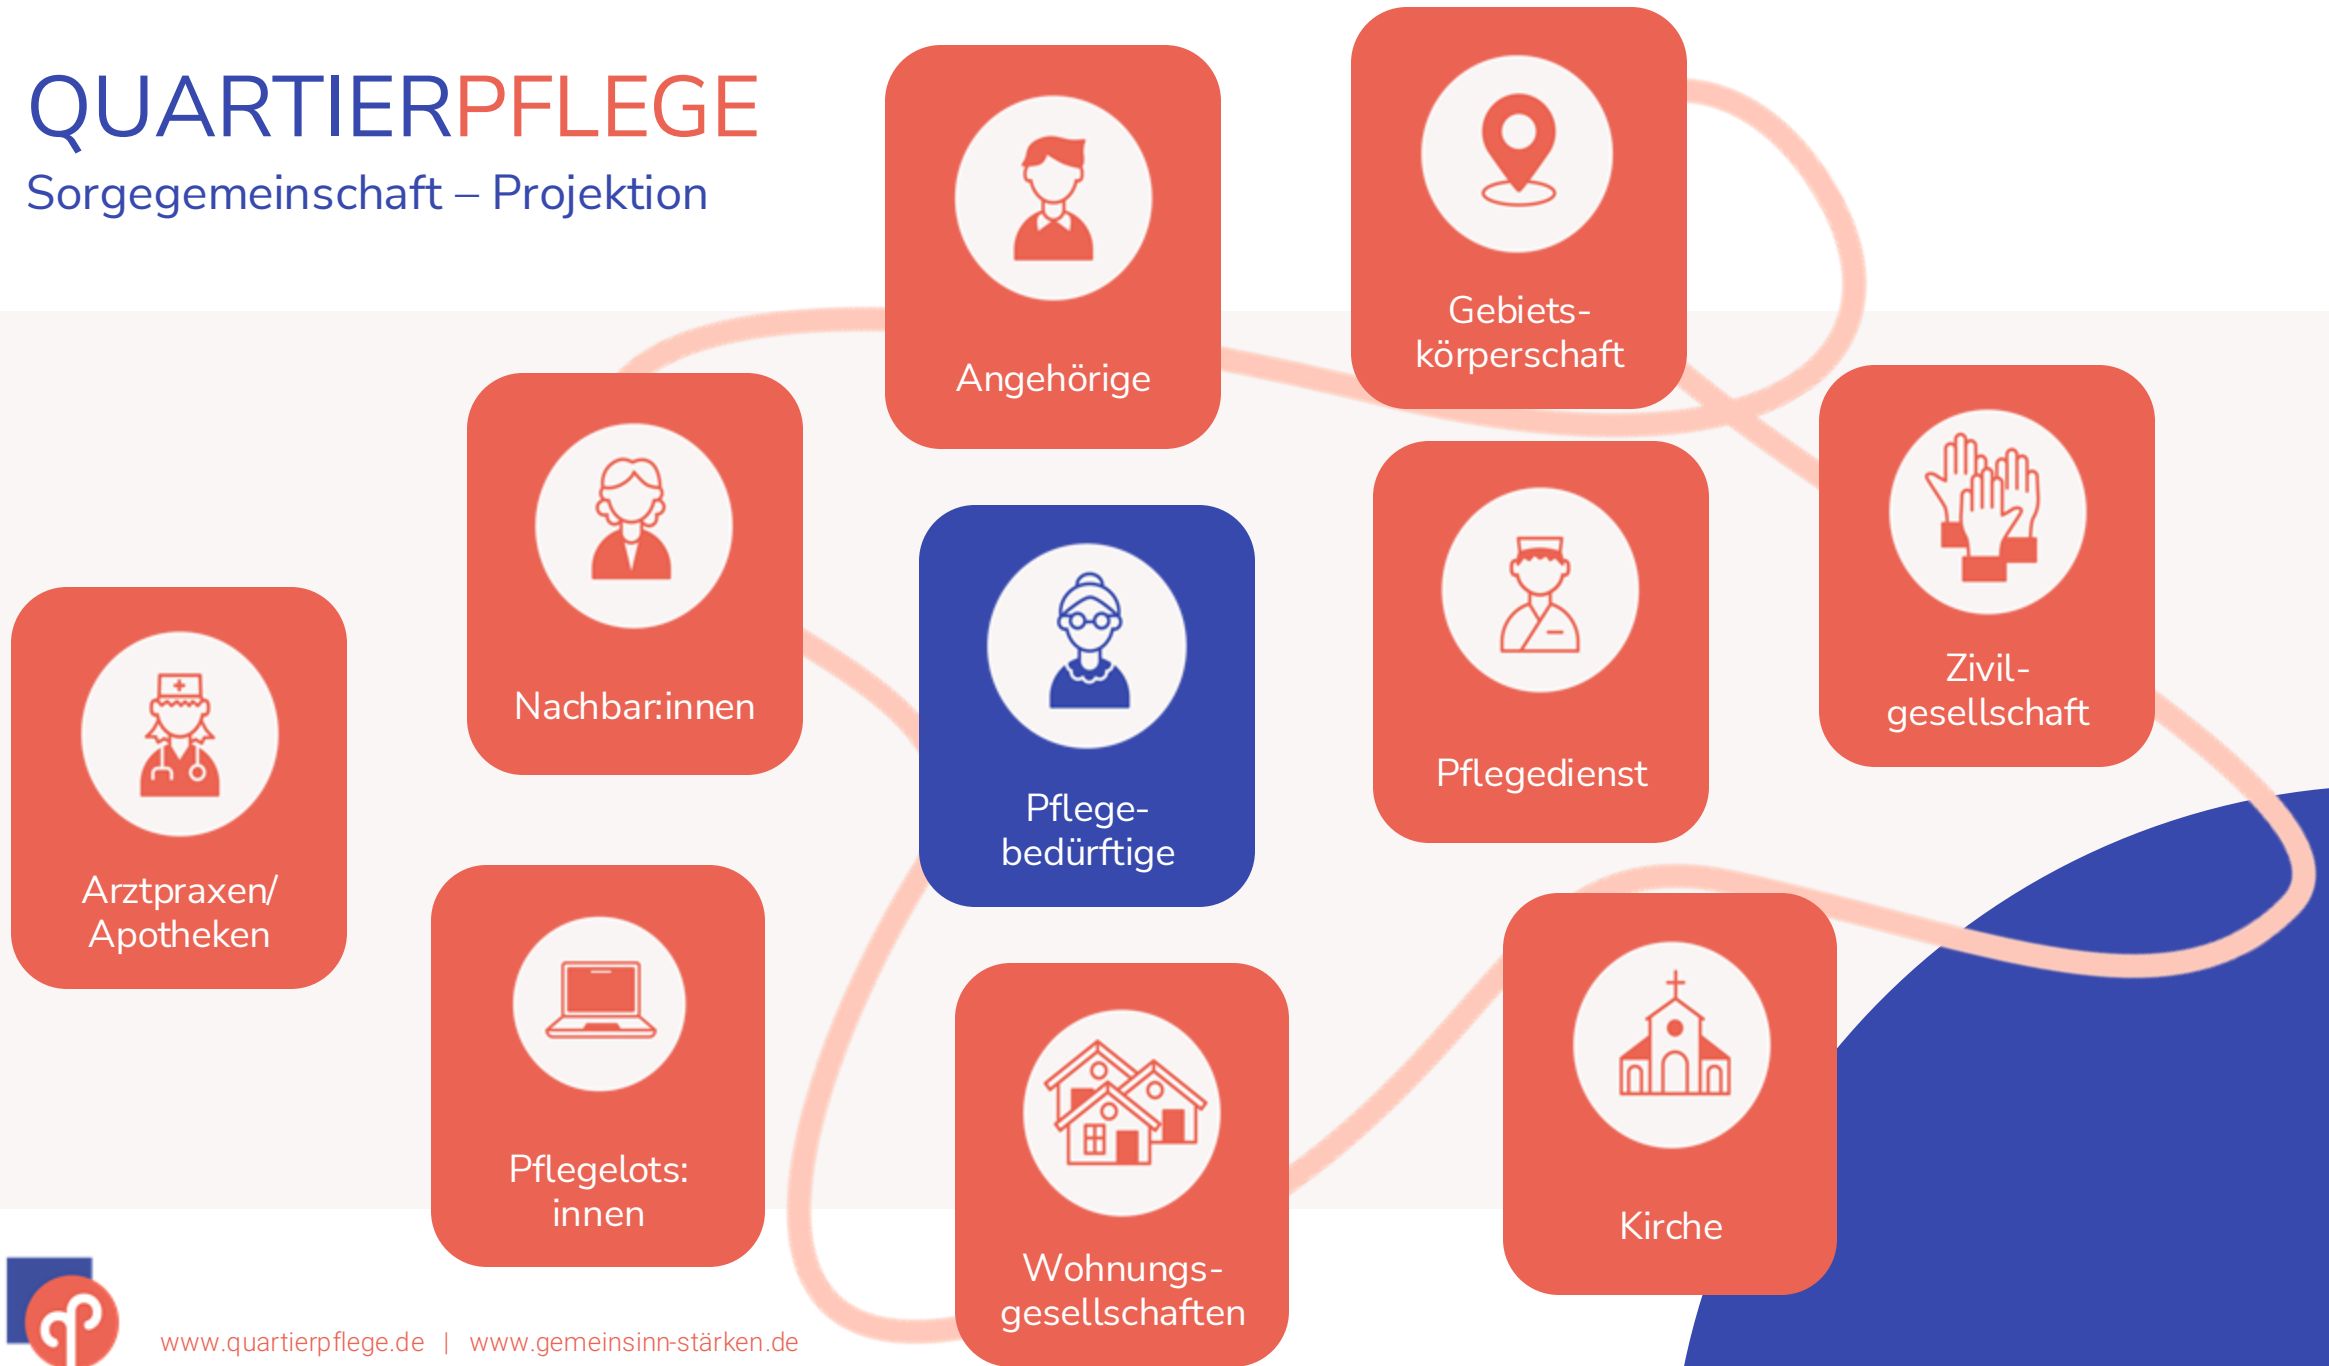 QUARTIERPFLEGE
Sorgegemeinschaft – Projektion
Angehörige
Gebiets-
körperschaft
Nachbar:innen
Zivil-
gesellschaft
Pflegedienst
Pflege-
bedürftige
Arztpraxen/
Apotheken
Pflegelots:
innen
Kirche
Wohnungs-
gesellschaften
www.quartierpflege.de | www.gemeinsinn-stärken.de